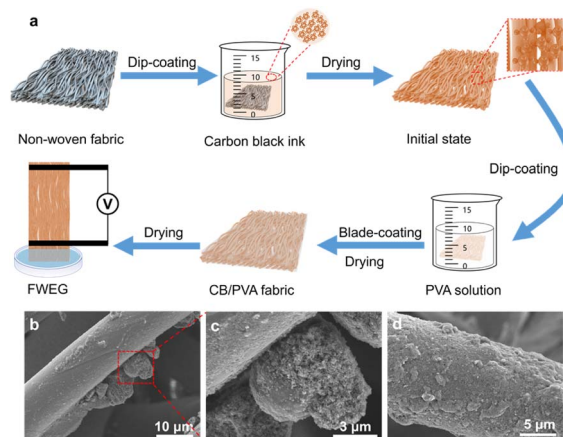 a
Dip-coating
Drying
15
10
5
0
Non-woven fabric
Carbon black ink
Initial state
Dip-coating
V
Drying
Blade-coating
Drying
15
10
5
0
FWEG
CB/PVA fabric
PVA solution
b
10 μm
c
3 μm
d
5 μm